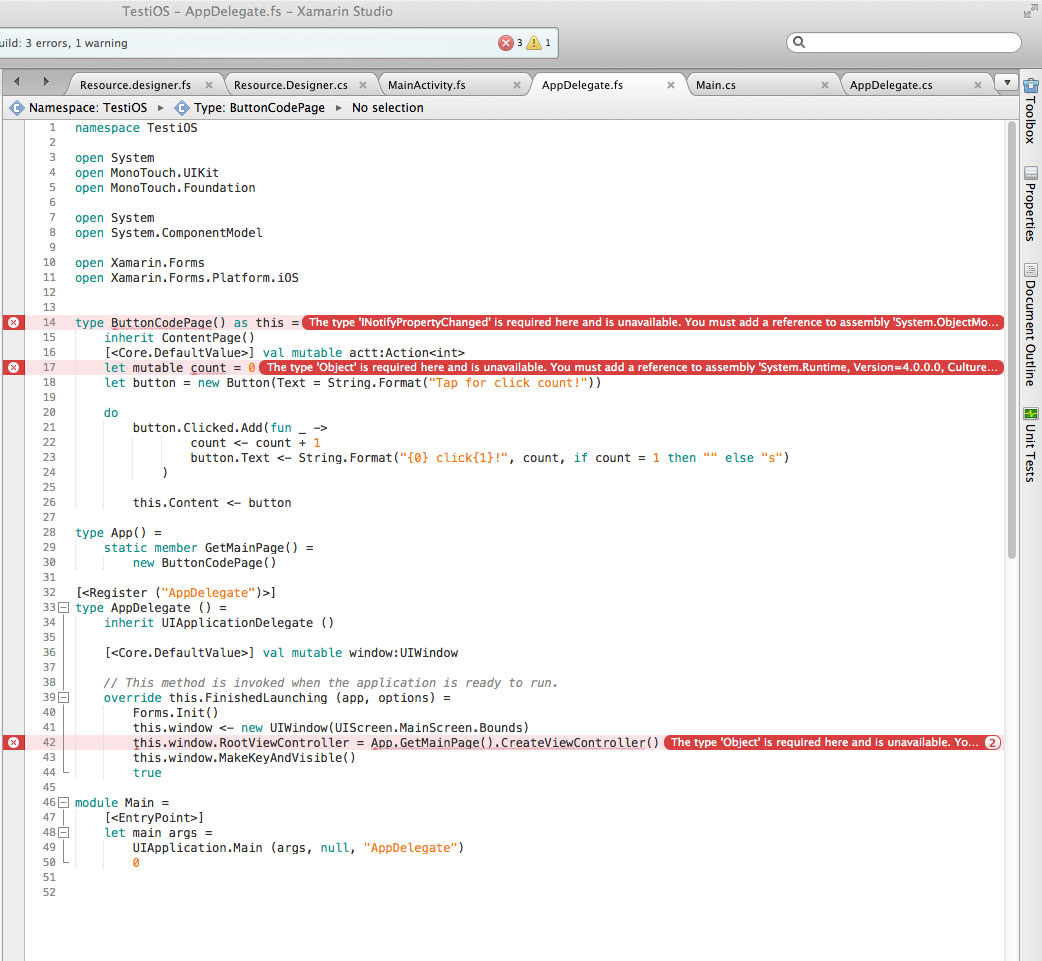 TestiOS – AppDelegate.fs – Xamarin Studio
uild: 3 errors, 1 warning
3 1
Resource.designer.fs Resource.Designer.cs MainActivity.fs AppDelegate.fs Main.cs AppDelegate.cs
Namespace: TestiOS Type: ButtonCodePage No selection
1 namespace TestiOS
2
3 open System
4 open MonoTouch.UIKit
5 open MonoTouch.Foundation
6
7 open System
8 open System.ComponentModel
9
10 open Xamarin.Forms
11 open Xamarin.Forms.Platform.iOS
12
13
14 type ButtonCodePage() as this = The type 'INotifyPropertyChanged' is required here and is unavailable. You must add a reference to assembly 'System.ObjectMo...
15 inherit ContentPage()
16 [<Core.DefaultValue>] val mutable actt:Action<int>
17 let mutable count = 0 The type 'Object' is required here and is unavailable. You must add a reference to assembly 'System.Runtime, Version=4.0.0.0, Culture...
18 let button = new Button(Text = String.Format("Tap for click count!"))
19
20 do
21 button.Clicked.Add(fun _ ->
22 count <- count + 1
23 button.Text <- String.Format("{0} click{1}!", count, if count = 1 then "" else "s")
24 )
25
26 this.Content <- button
27
28 type App() =
29 static member GetMainPage() =
30 new ButtonCodePage()
31
32 [<Register ("AppDelegate")>]
33 type AppDelegate () =
34 inherit UIApplicationDelegate ()
35
36 [<Core.DefaultValue>] val mutable window:UIWindow
37
38 // This method is invoked when the application is ready to run.
39 override this.FinishedLaunching (app, options) =
40 Forms.Init()
41 this.window <- new UIWindow(UIScreen.MainScreen.Bounds)
42 this.window.RootViewController = App.GetMainPage().CreateViewController() The type 'Object' is required here and is unavailable. Yo... 2
43 this.window.MakeKeyAndVisible()
44 true
45
46 module Main =
47 [<EntryPoint>]
48 let main args =
49 UIApplication.Main (args, null, "AppDelegate")
50 0
51
52
Toolbox
Properties
Document Outline
Unit Tests